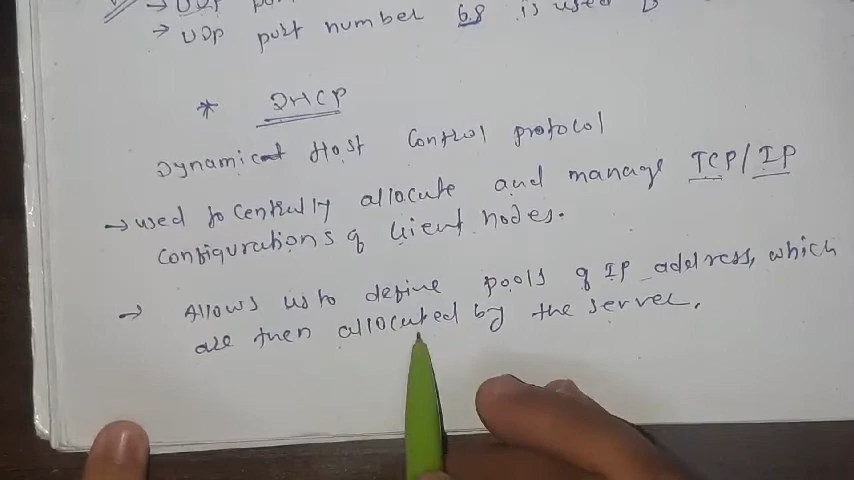 → UDP
→ UDP port number 68 is used
* DHCP
Dynamic Host Control protocol
→ used to centrally allocate and manage TCP/IP
configurations of client nodes.
→ Allows us to define pools of IP address, which
are then allocated by the server.